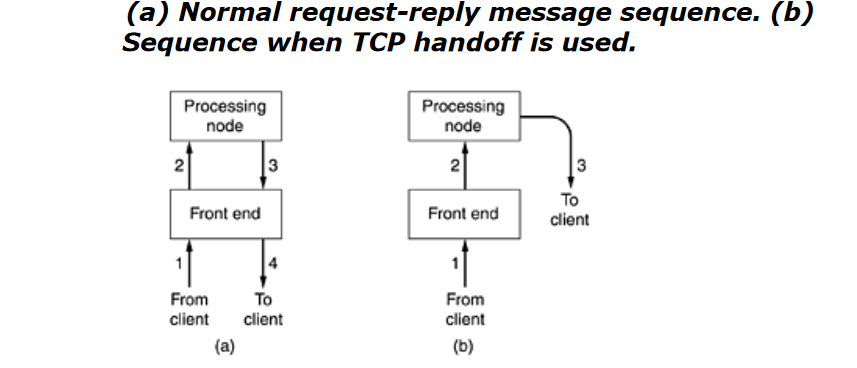 (a) Normal request-reply message sequence. (b)
Sequence when TCP handoff is used.
Processing
node
2
3
Front end
1
4
From
client
To
client
(a)
Processing
node
2
3
To
client
Front end
1
From
client
(b)